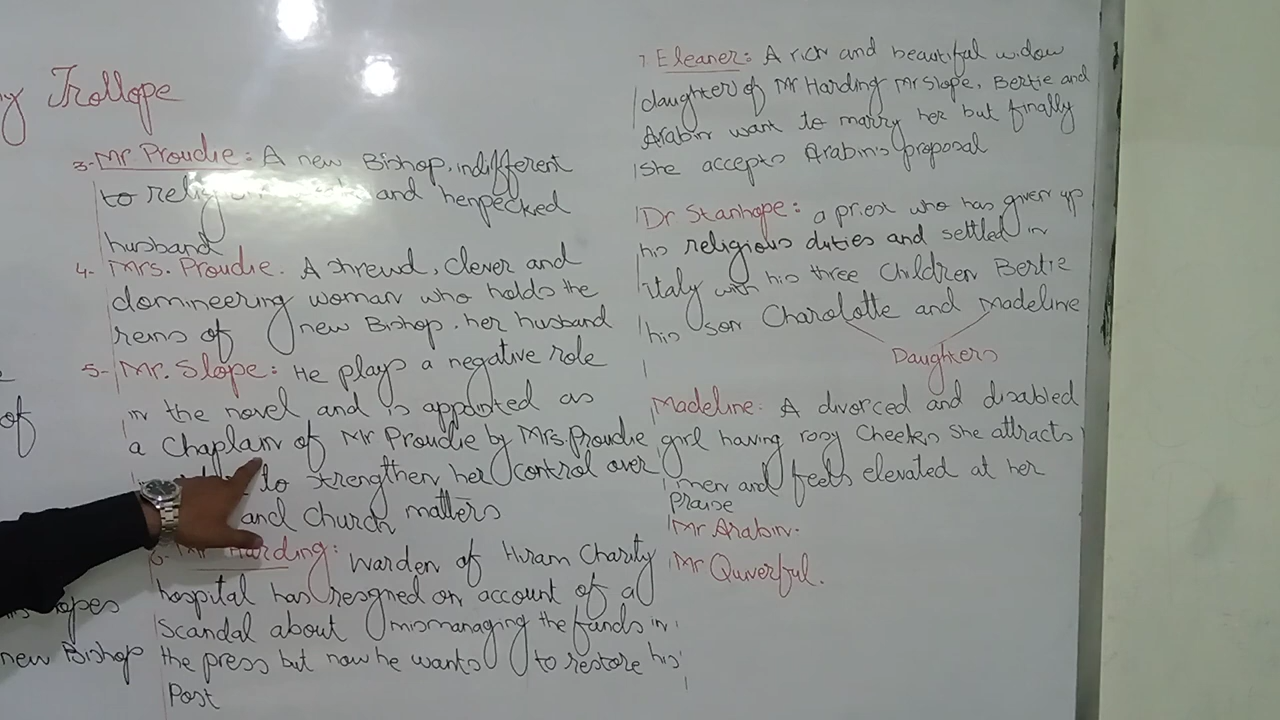 y Trollope
3- Mr Proudie: A new Bishop, indifferent
to and henpecked
husband
4- Mrs. Proudie. A shrewd, clever and
domineering woman who holds the
reins of new Bishop. her husband
5- Mr. Slope: He plays a negative role
in the novel and is appointed as
a Chaplain of Mr Proudie by Mrs. Proudie
to strengthen her control over
and church matters
6- Mr Harding: Warden of Hiram Charity
hospital has resgned on account of a
scandal about mismanaging the funds in
the press but now he wants to restore his
Post
of
new Bishop
7 Eleaner: A rich and beautiful widow
daughter of Mr Harding Mr Slope, Bertie and
Arabin want to marry her but finally
She accepts Arabin's proposal
Dr Stanhope: a priest who has given up
his religious duties and settled in
Italy with his three Children Bertie
his son Charolotte and Madeline
Daughters
Madeline: A divorced and disabled
girl having rosy Cheeks She attracts
men and feels elevated at her
Praise
Mr Arabin.
Mr Quverful.